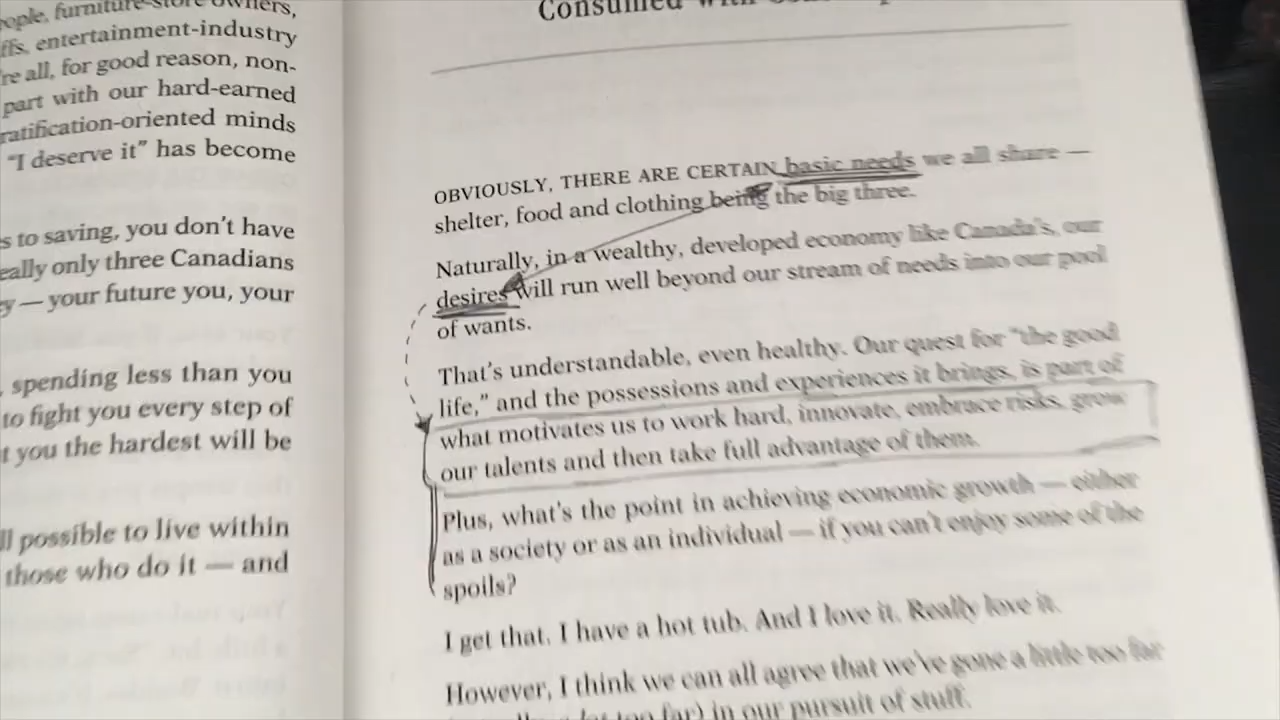 furniture-store owners,
entertainment-industry
all, for good reason, non-
part with our hard-earned
ratification-oriented minds
"I deserve it" has become
s to saving, you don't have
eally only three Canadians
y — your future you, your
, spending less than you
to fight you every step of
t you the hardest will be
ll possible to live within
those who do it — and
Consumed with
OBVIOUSLY, THERE ARE CERTAIN basic needs we all share —
shelter, food and clothing being the big three.
Naturally, in a wealthy, developed economy like Canada's, our
desires will run well beyond our stream of needs into our pool
of wants.
That's understandable, even healthy. Our quest for "the good
life," and the possessions and experiences it brings, is part of
what motivates us to work hard, innovate, embrace risks, grow
our talents and then take full advantage of them.
Plus, what's the point in achieving economic growth — either
as a society or as an individual — if you can't enjoy some of the
spoils?
I get that. I have a hot tub. And I love it. Really love it.
However, I think we can all agree that we've gone a little too far
a lot too far) in our pursuit of stuff.